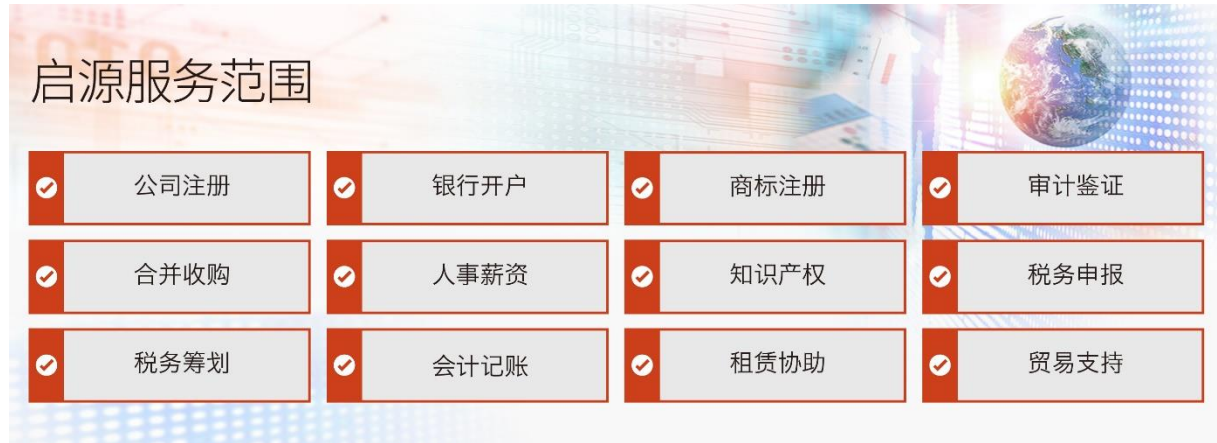 启源服务范围
公司注册
银行开户
商标注册
审计鉴证
合并收购
人事薪资
知识产权
税务申报
税务筹划
会计记账
租赁协助
贸易支持